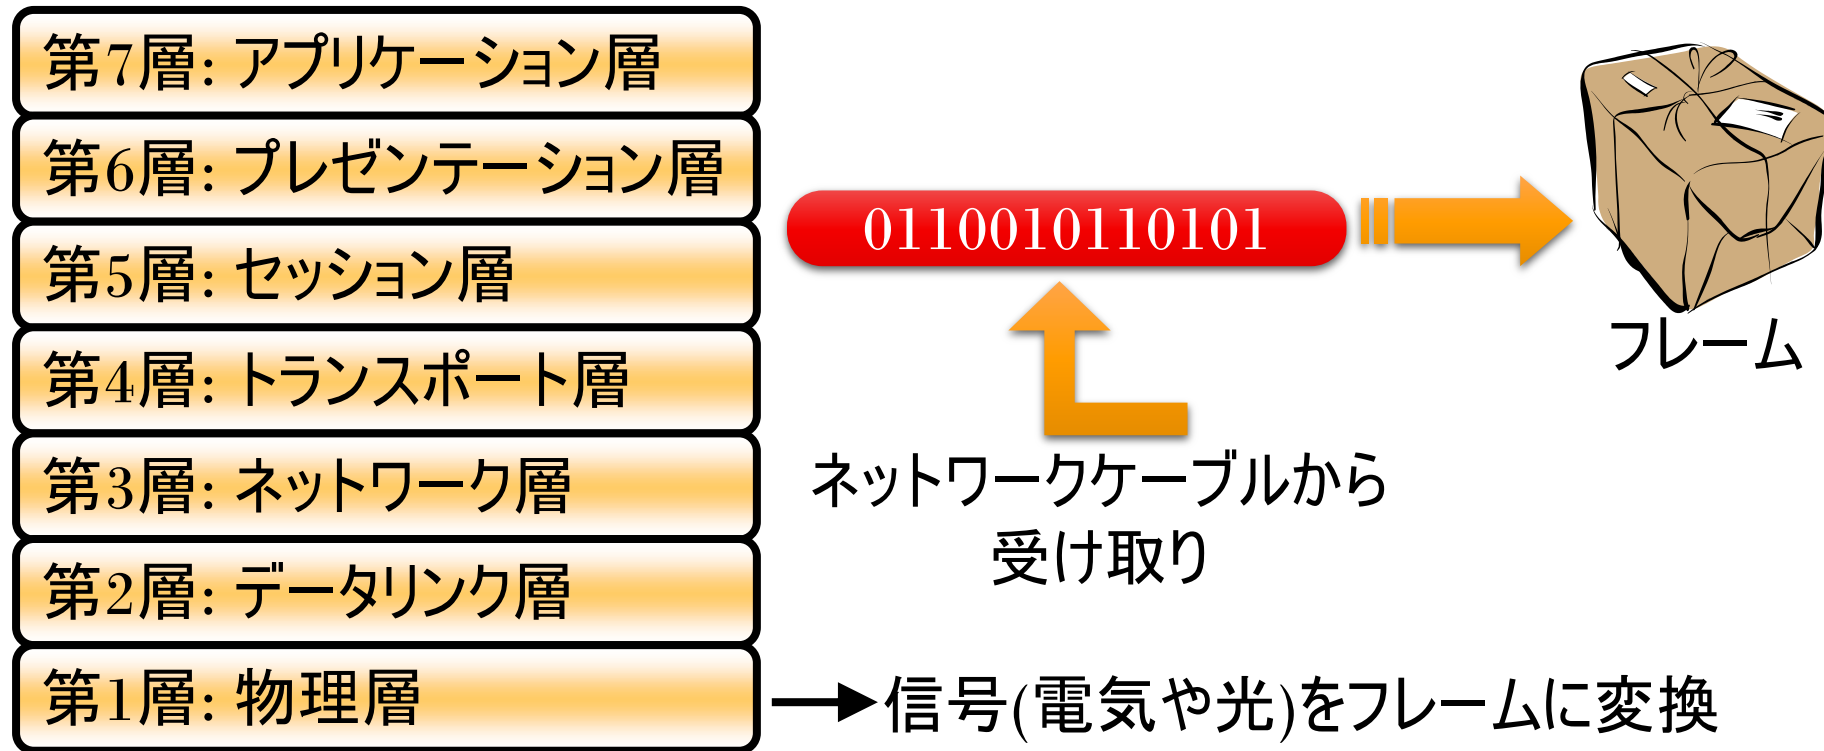 第7層: アプリケーション層
第6層: プレゼンテーション層
第5層: セッション層
第4層: トランスポート層
第3層: ネットワーク層
第2層: データリンク層
第1層: 物理層
0110010110101
フレーム
ネットワークケーブルから
受け取り
信号(電気や光)をフレームに変換